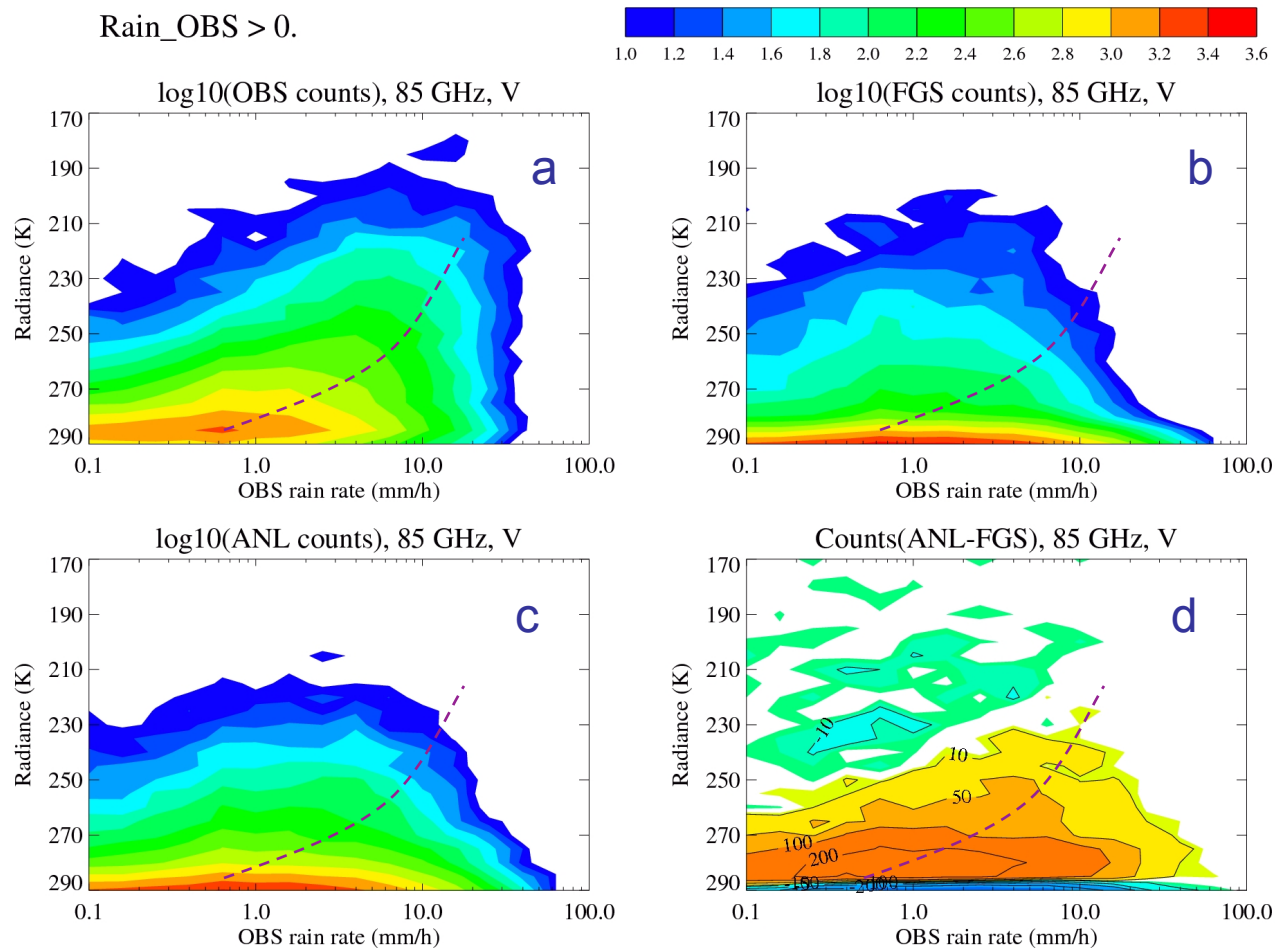 Rain_OBS > 0.
1.0 1.2 1.4 1.6 1.8 2.0 2.2 2.4 2.6 2.8 3.0 3.2 3.4 3.6
log10(OBS counts), 85 GHz, V
170
190
210
230
250
270
290
Radiance (K)
a
0.1 1.0 10.0 100.0
OBS rain rate (mm/h)
log10(FGS counts), 85 GHz, V
170
190
210
230
250
270
290
Radiance (K)
b
0.1 1.0 10.0 100.0
OBS rain rate (mm/h)
log10(ANL counts), 85 GHz, V
170
190
210
230
250
270
290
Radiance (K)
c
0.1 1.0 10.0 100.0
OBS rain rate (mm/h)
Counts(ANL-FGS), 85 GHz, V
170
190
210
230
250
270
290
Radiance (K)
d
-10
10
50
100
200
0.1 1.0 10.0 100.0
OBS rain rate (mm/h)